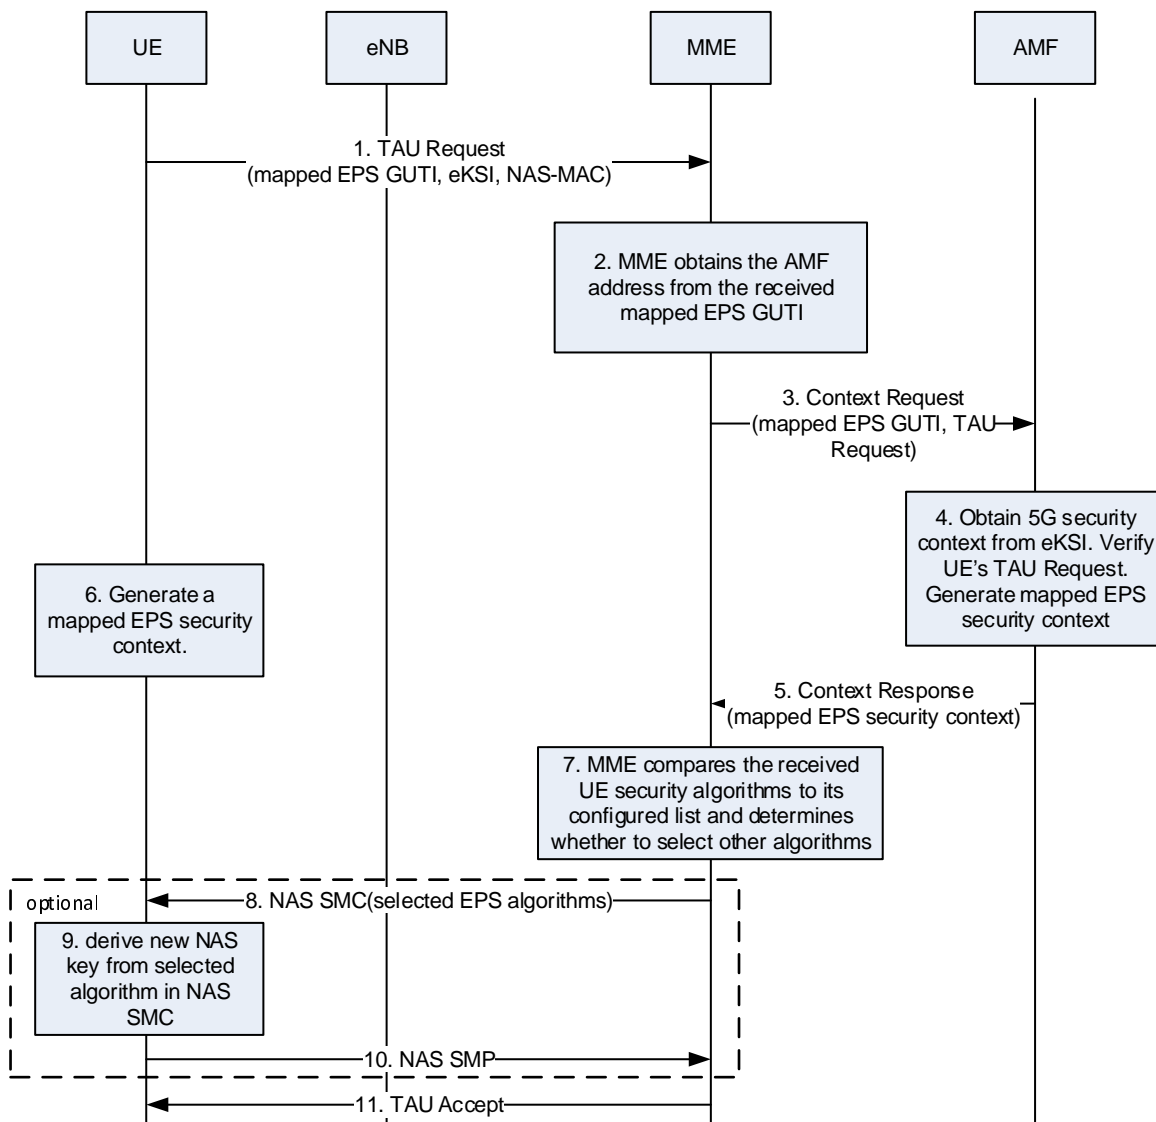 UE
eNB
MME
AMF
1. TAU Request
(mapped EPS GUTI, eKSI, NAS-MAC)
2. MME obtains the AMF
address from the received
mapped EPS GUTI
3. Context Request
(mapped EPS GUTI, TAU
Request)
4. Obtain 5G security
context from eKSI. Verify
UE's TAU Request.
Generate mapped EPS
security context
6. Generate a
mapped EPS security
context.
5. Context Response
(mapped EPS security context)
7. MME compares the received
UE security algorithms to its
configured list and determines
whether to select other algorithms
optional
8. NAS SMC(selected EPS algorithms)
9. derive new NAS
key from selected
algorithm in NAS
SMC
10. NAS SMP
11. TAU Accept